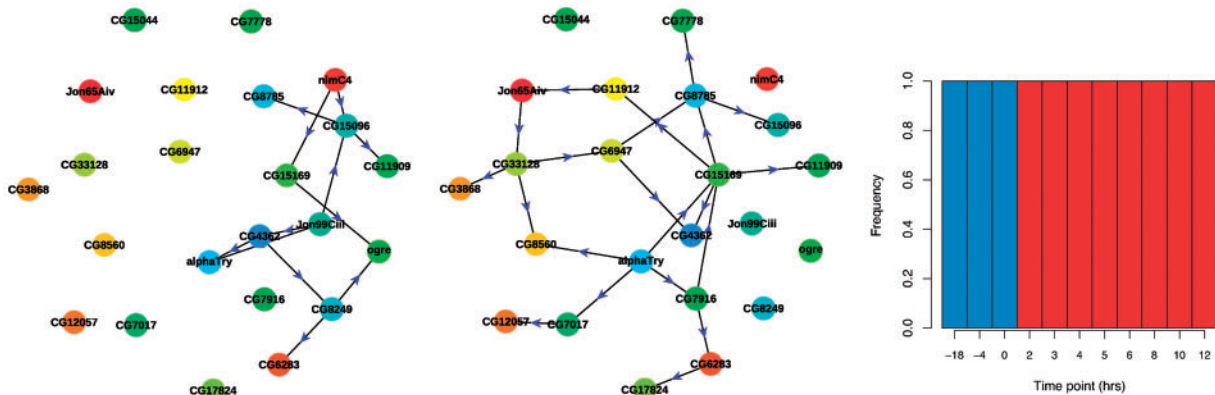 CG15044
CG7778
nimC4
Jon65Aiv
CG11912
CG8785
CG15096
CG6947
CG33128
CG11909
CG3868
CG15169
Jon99Ciii
CG4362
CG8560
ogre
alphaTry
CG7916
CG8249
CG12057
CG7017
CG6283
CG17824
CG15044
CG7778
nimC4
Jon65Aiv
CG11912
CG8785
CG15096
CG6947
CG33128
CG11909
CG3868
CG15169
Jon99Ciii
CG4362
CG8560
ogre
alphaTry
CG7916
CG8249
CG12057
CG7017
CG6283
CG17824
Frequency
1.0
0.8
0.6
0.4
0.2
0.0
−18 −4 0 2 3 4 5 6 8 10 12
Time point (hrs)